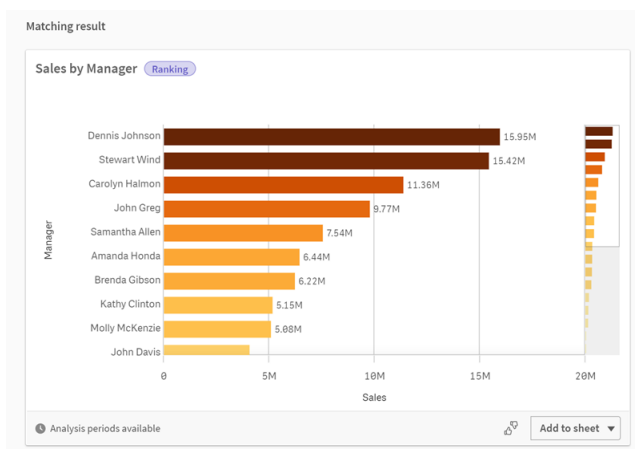 Matching result
Sales by Manager Ranking
Manager
Dennis Johnson 15.95M
Stewart Wind 15.42M
Carolyn Halmon 11.36M
John Greg 9.77M
Samantha Allen 7.54M
Amanda Honda 6.44M
Brenda Gibson 6.22M
Kathy Clinton 5.15M
Molly McKenzie 5.08M
John Davis
0 5M 10M 15M 20M
Sales
Analysis periods available Add to sheet